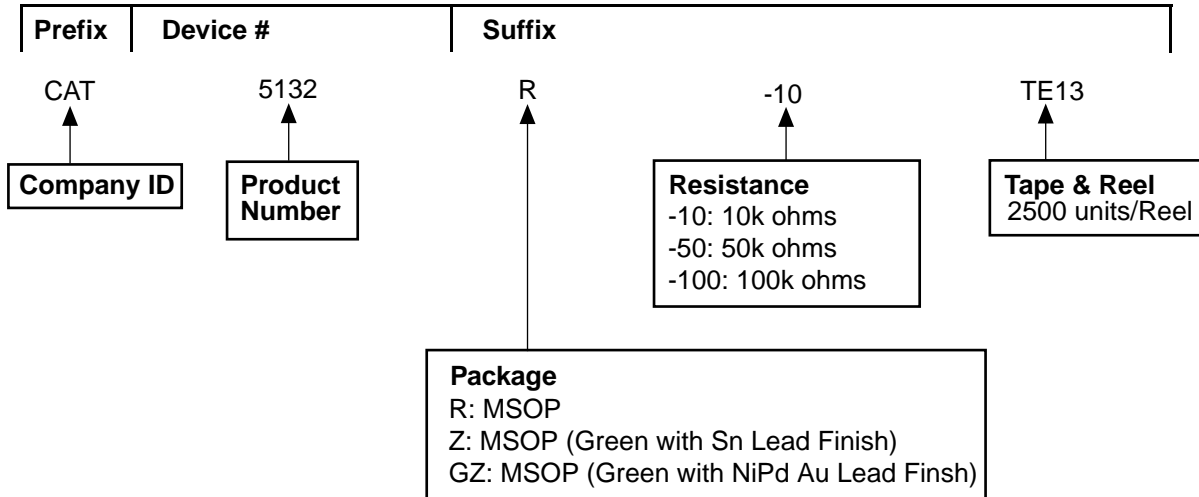 Prefix Device # Suffix
CAT 5132 R -10 TE13
Company ID
Product
Number
Resistance
-10: 10k ohms
-50: 50k ohms
-100: 100k ohms
Tape & Reel
2500 units/Reel
Package
R: MSOP
Z: MSOP (Green with Sn Lead Finish)
GZ: MSOP (Green with NiPd Au Lead Finsh)